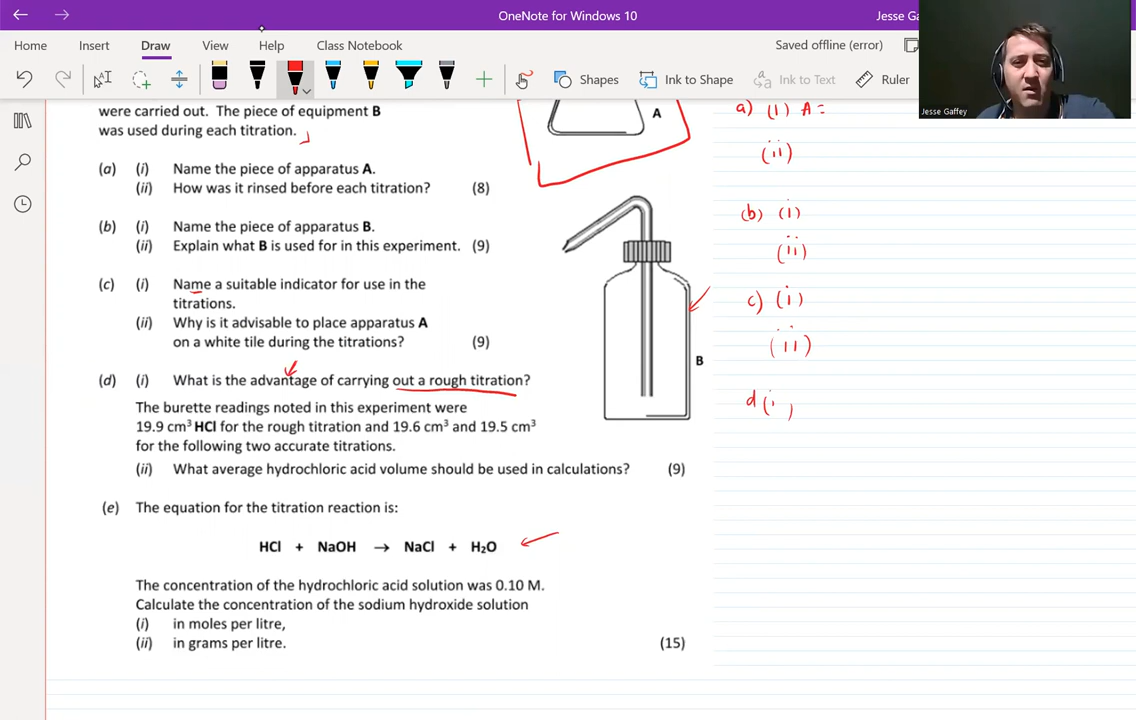 OneNote for Windows 10
Jesse Ga
Home Insert Draw View Help Class Notebook
Saved offline (error)
Shapes Ink to Shape Ink to Text Ruler
Jesse Gaffey
were carried out. The piece of equipment B
was used during each titration.
A
(a) (i) Name the piece of apparatus A.
(ii) How was it rinsed before each titration? (8)
(b) (i) Name the piece of apparatus B.
(ii) Explain what B is used for in this experiment. (9)
(c) (i) Name a suitable indicator for use in the
titrations.
(ii) Why is it advisable to place apparatus A
on a white tile during the titrations? (9)
B
(d) (i) What is the advantage of carrying out a rough titration?
The burette readings noted in this experiment were
19.9 cm³ HCl for the rough titration and 19.6 cm³ and 19.5 cm³
for the following two accurate titrations.
(ii) What average hydrochloric acid volume should be used in calculations? (9)
(e) The equation for the titration reaction is:
HCl + NaOH → NaCl + H₂O
The concentration of the hydrochloric acid solution was 0.10 M.
Calculate the concentration of the sodium hydroxide solution
(i) in moles per litre,
(ii) in grams per litre. (15)
a) (i) A =
(ii)
(b) (i)
(ii)
c) (i)
(ii)
d (i)